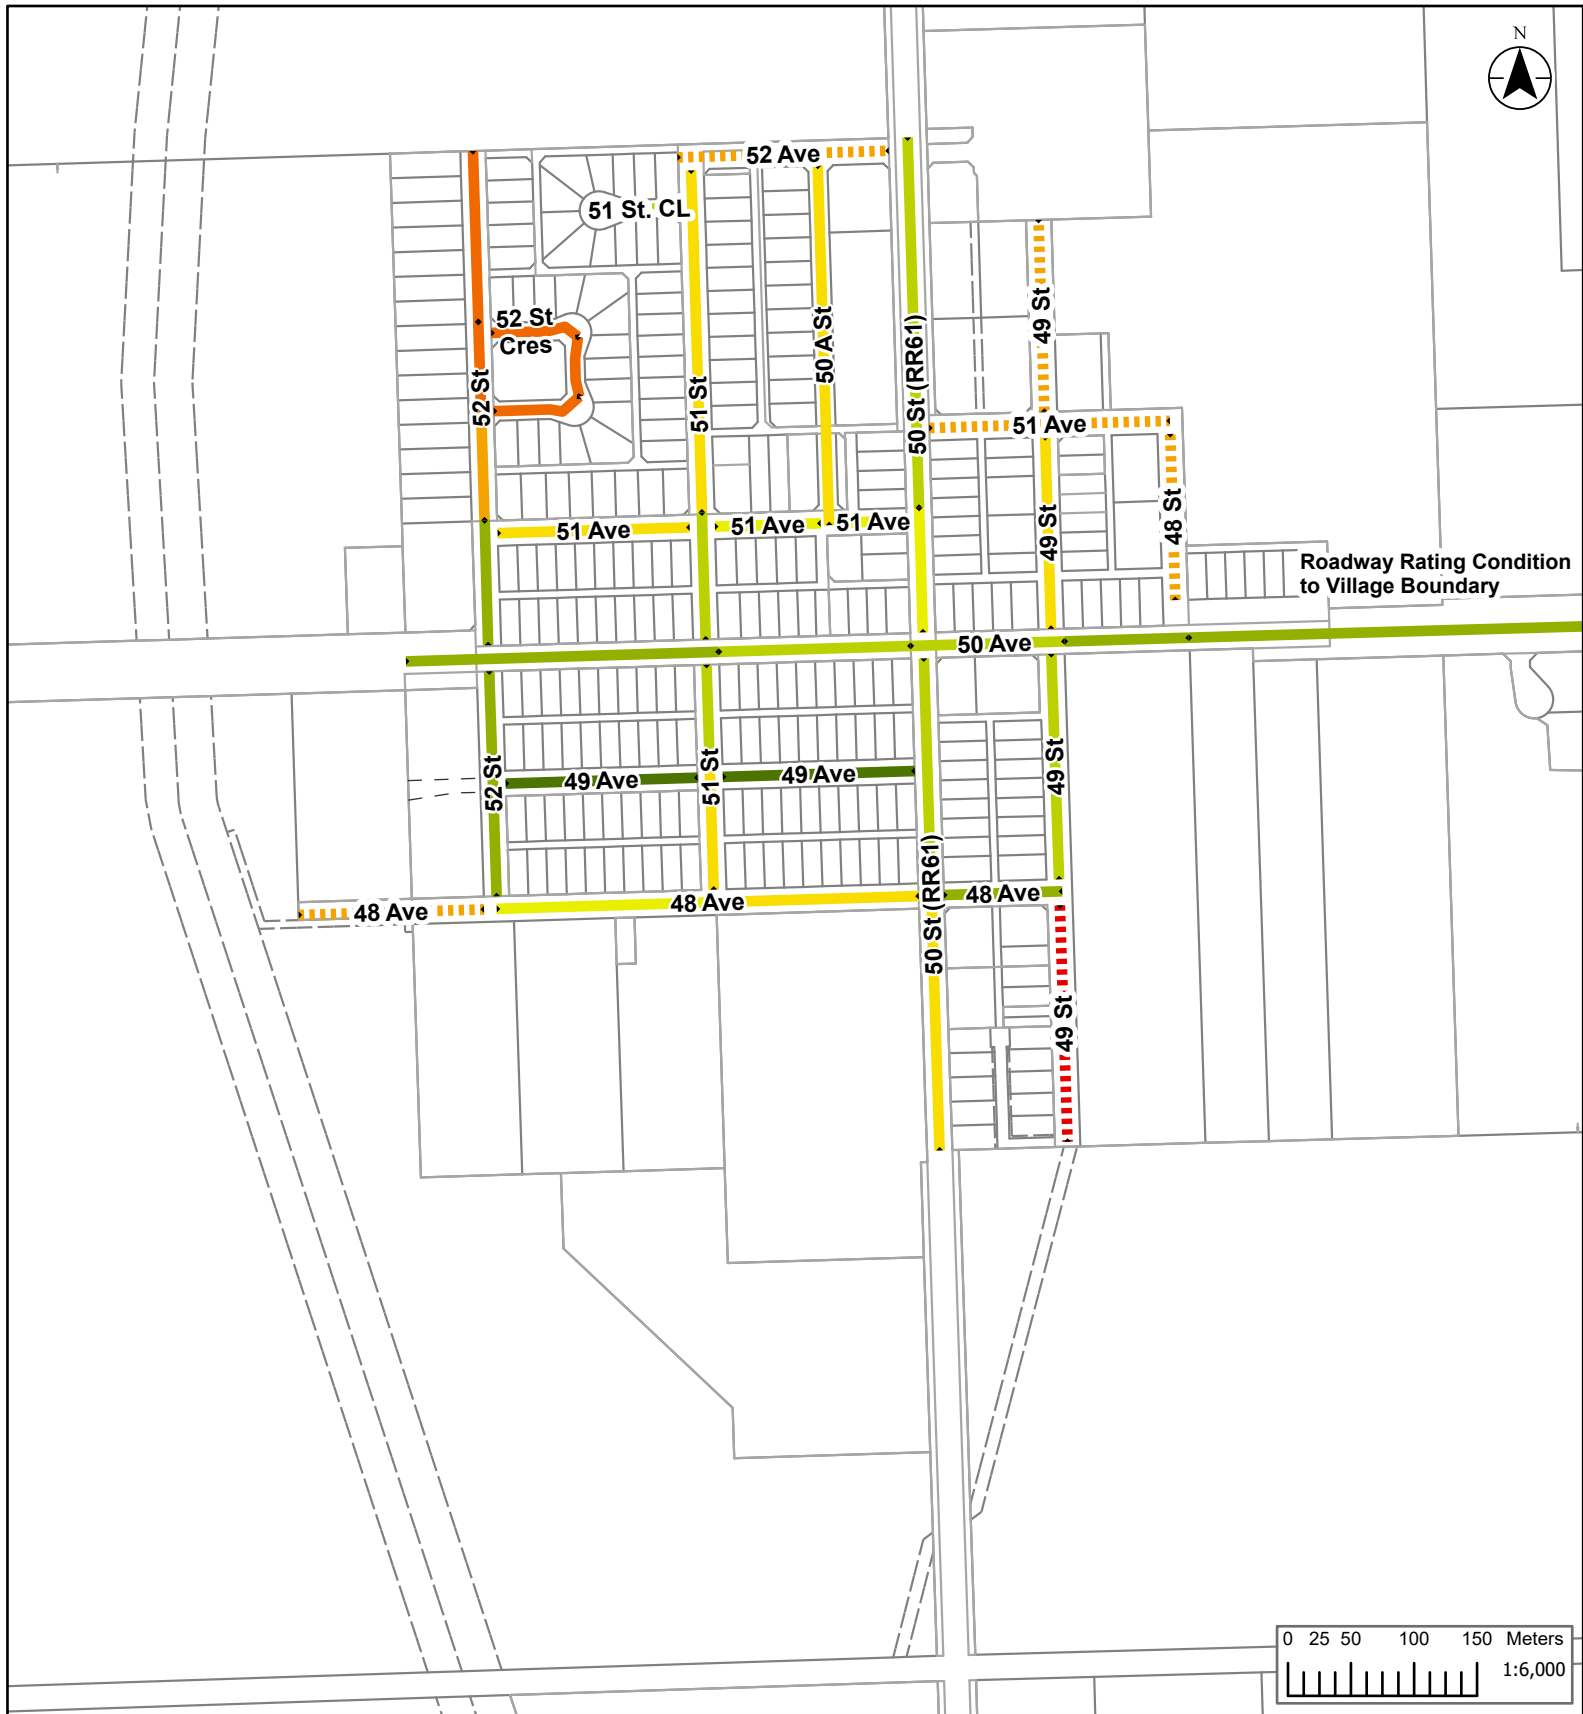 N
52 Ave
51 St. CL
52 St
Cres
49 St
50 A St
50 St (RR61)
52 St
51 St
51 Ave
48 St
49 St
51 Ave
51 Ave
51 Ave
Roadway Rating Condition
to Village Boundary
50 Ave
52 St
51 St
49 St
49 Ave
49 Ave
50 St (RR61)
48 Ave
48 Ave
48 Ave
49 St
0 25 50 100 150 Meters
1:6,000